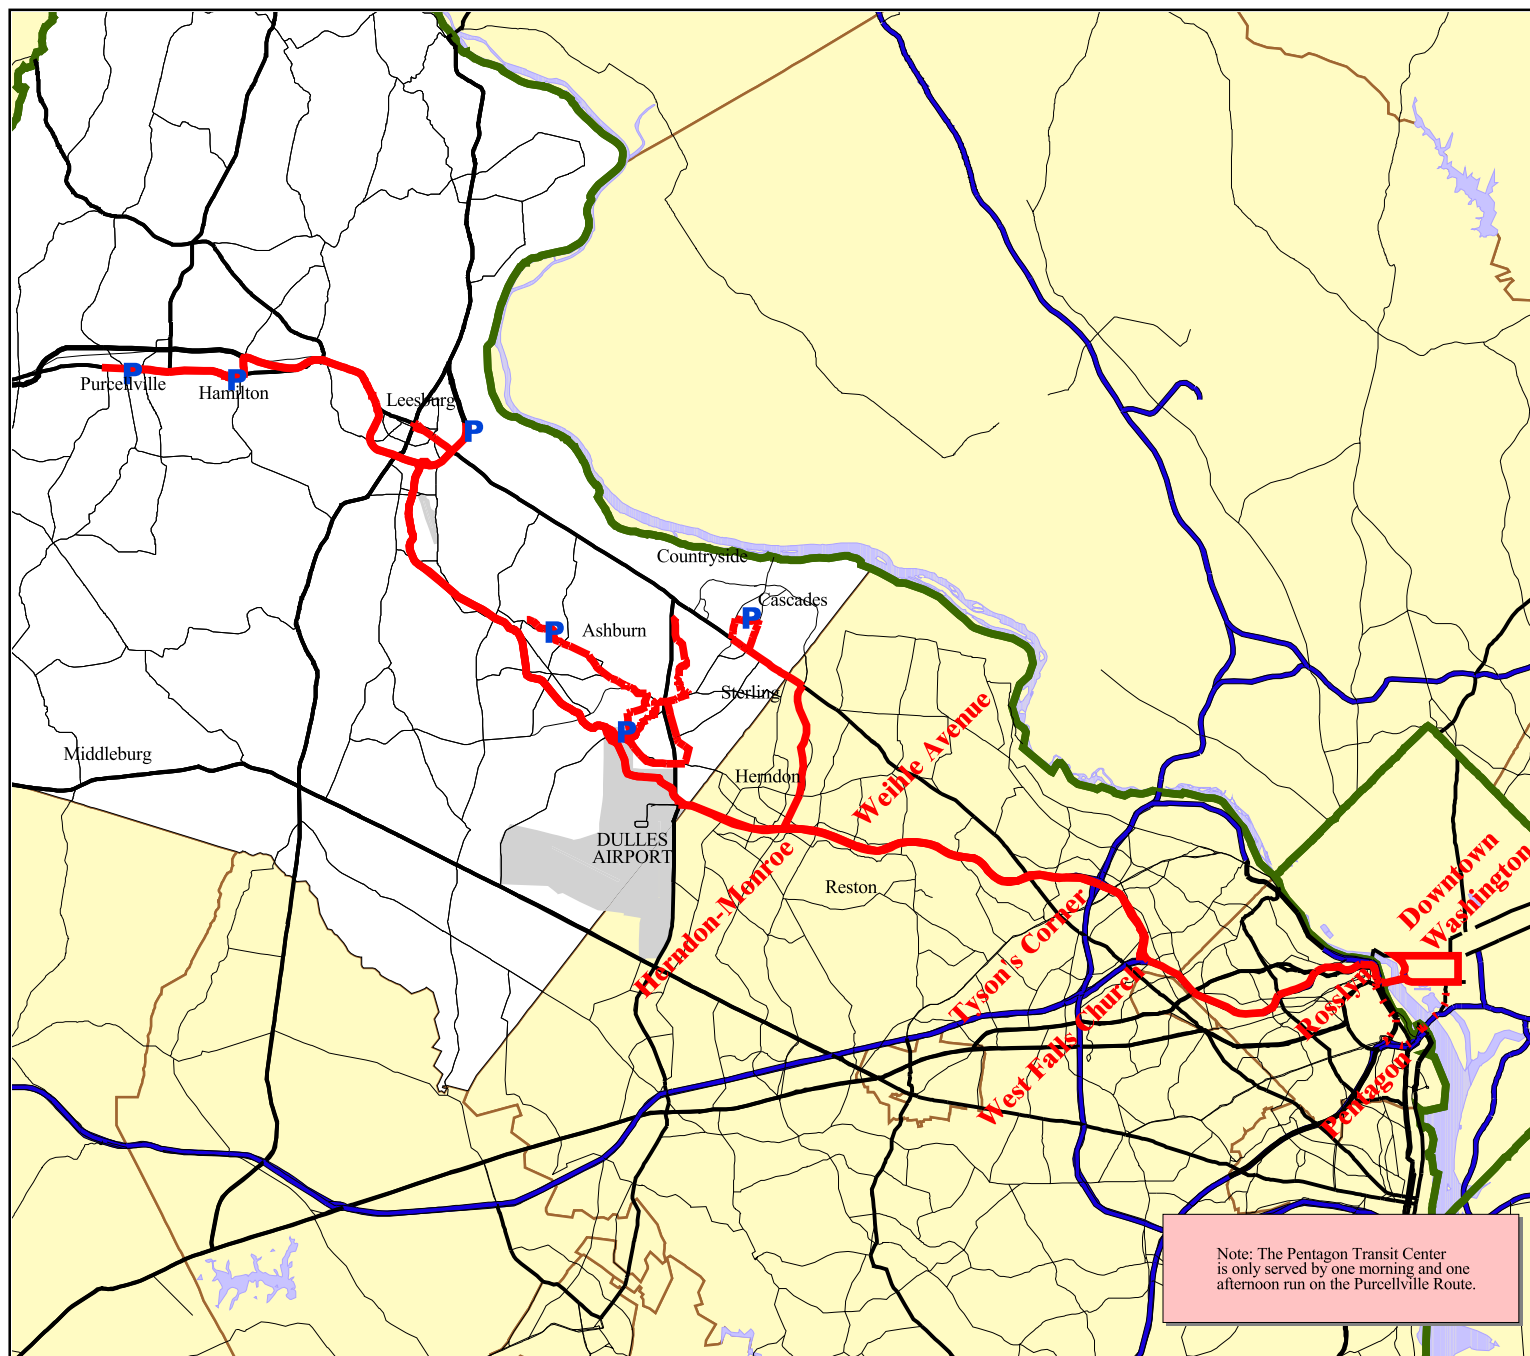 P
Purcellville
P
Hamilton
Leesburg
P
Countryside
Cascades
P
Ashburn
P
Sterling
P
Middleburg
Herndon
Weihle Avenue
DULLES
AIRPORT
Herndon-Monroe
Reston
Tyson's Corner
West Falls Church
Downtown
Washington
Rosslyn
Pentagon
Note: The Pentagon Transit Center
is only served by one morning and one
afternoon run on the Purcellville Route.